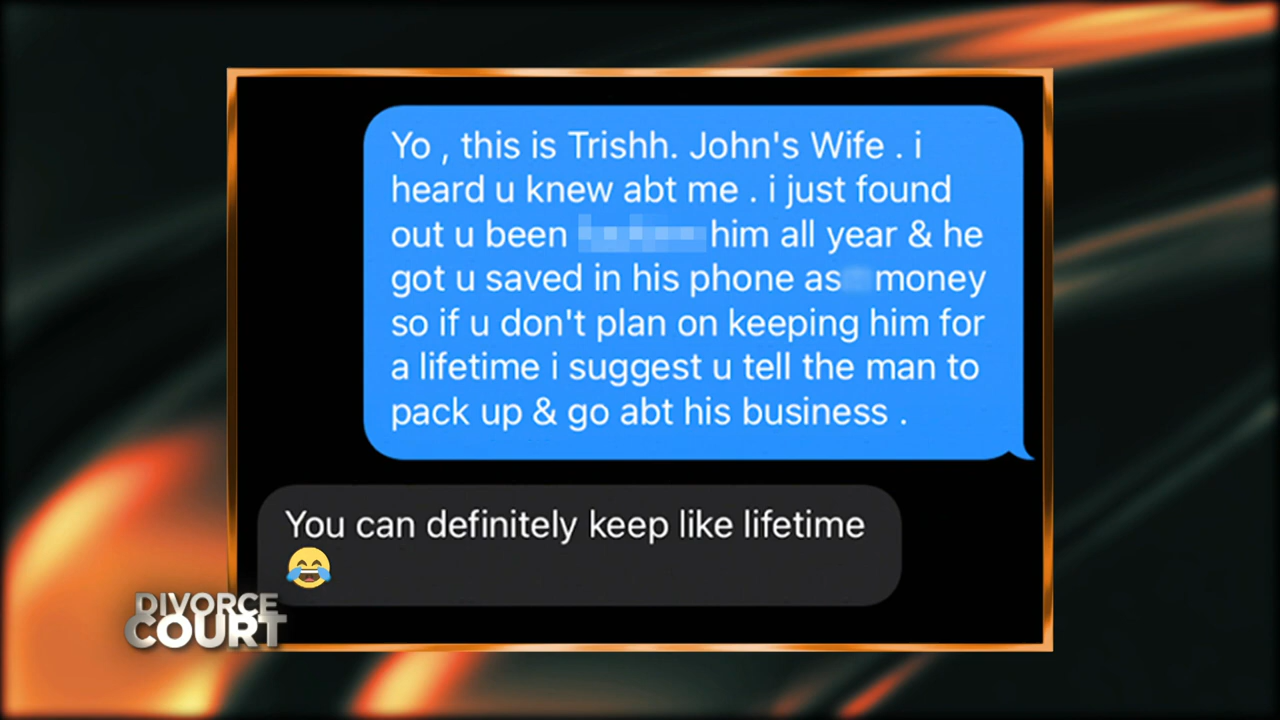 Yo , this is Trishh. John's Wife . i
heard u knew abt me . i just found
out u been him all year & he
got u saved in his phone as money
so if u don't plan on keeping him for
a lifetime i suggest u tell the man to
pack up & go abt his business .
You can definitely keep like lifetime
😂
DIVORCE
COURT